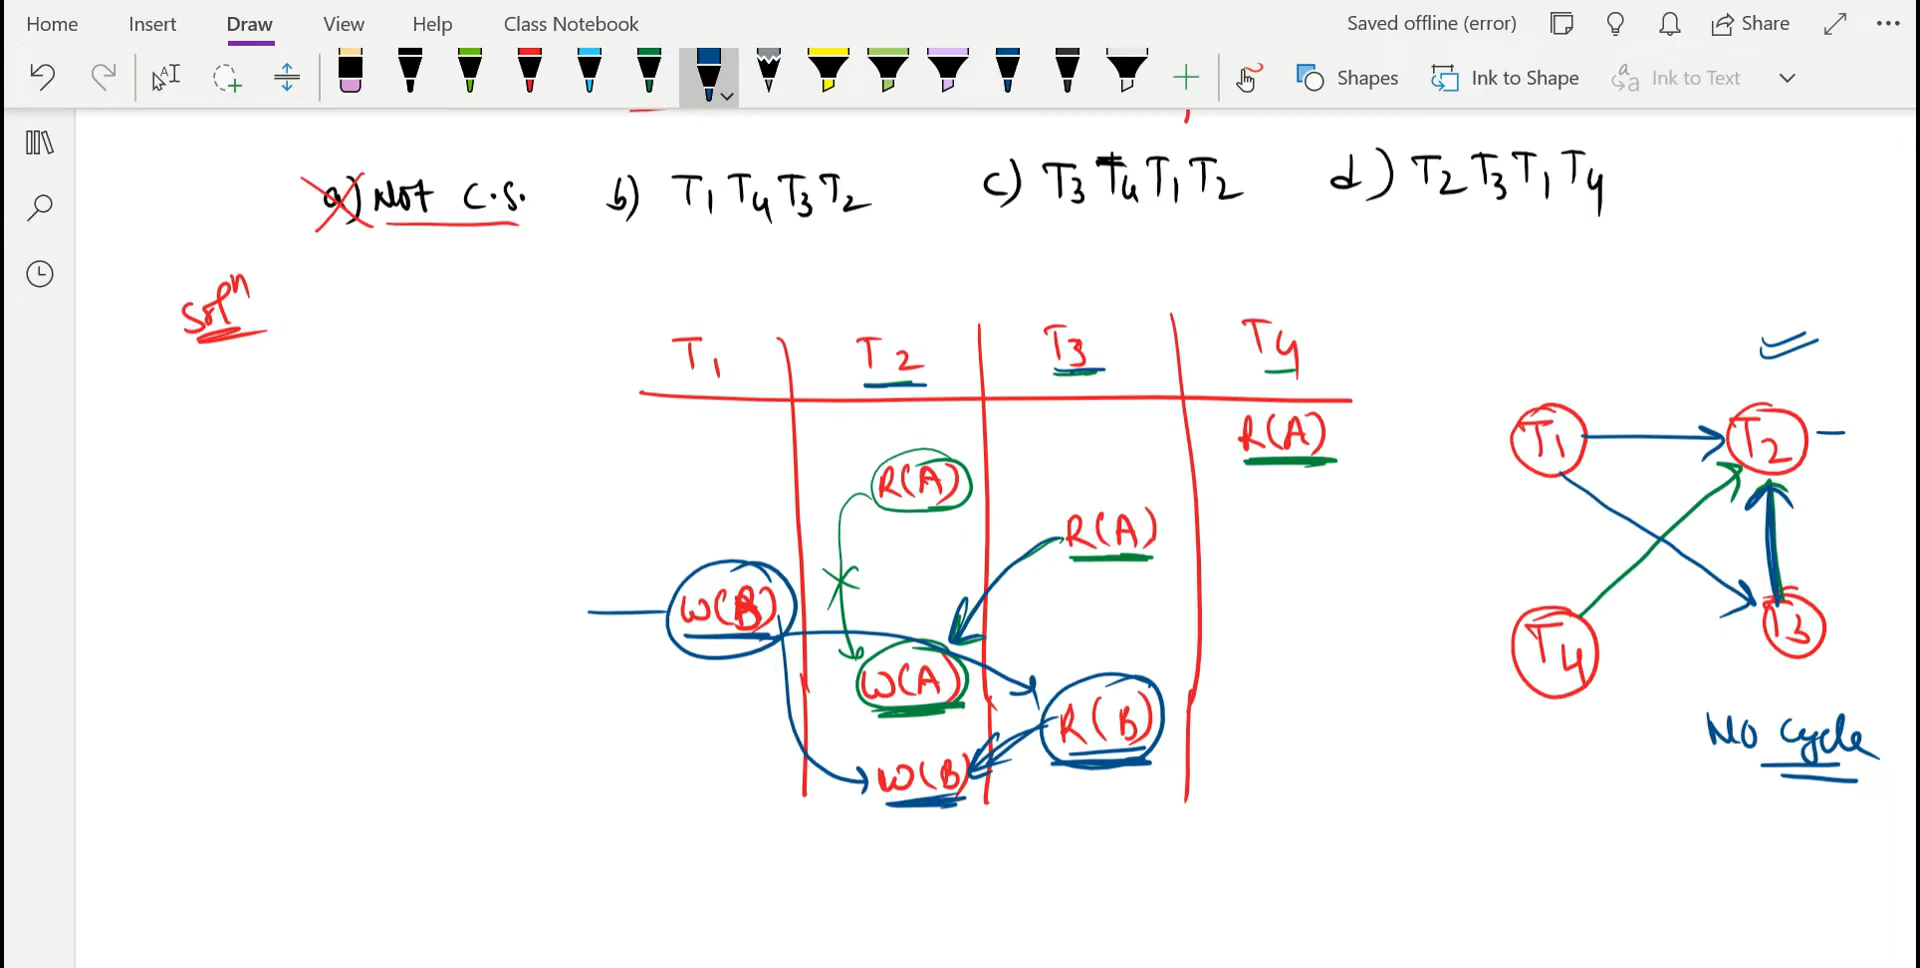 Home Insert Draw View Help Class Notebook Saved offline (error) Share
Shapes Ink to Shape Ink to Text
a) Not C.S. b) T1 T4 T3 T2 c) T3 T4 T1 T2 d) T2 T3 T1 T4
Solⁿ
T1 T2 T3 T4
R(A)
R(A)
R(A)
W(B)
W(A)
R(B)
W(B)
T1 T2
T4 T3
No cycle